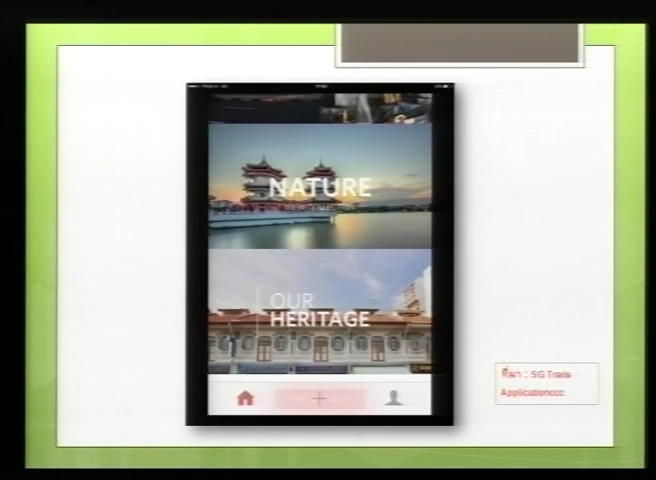 NATURE
OUR
HERITAGE
ที่มา : SG Trails
Applicationccc